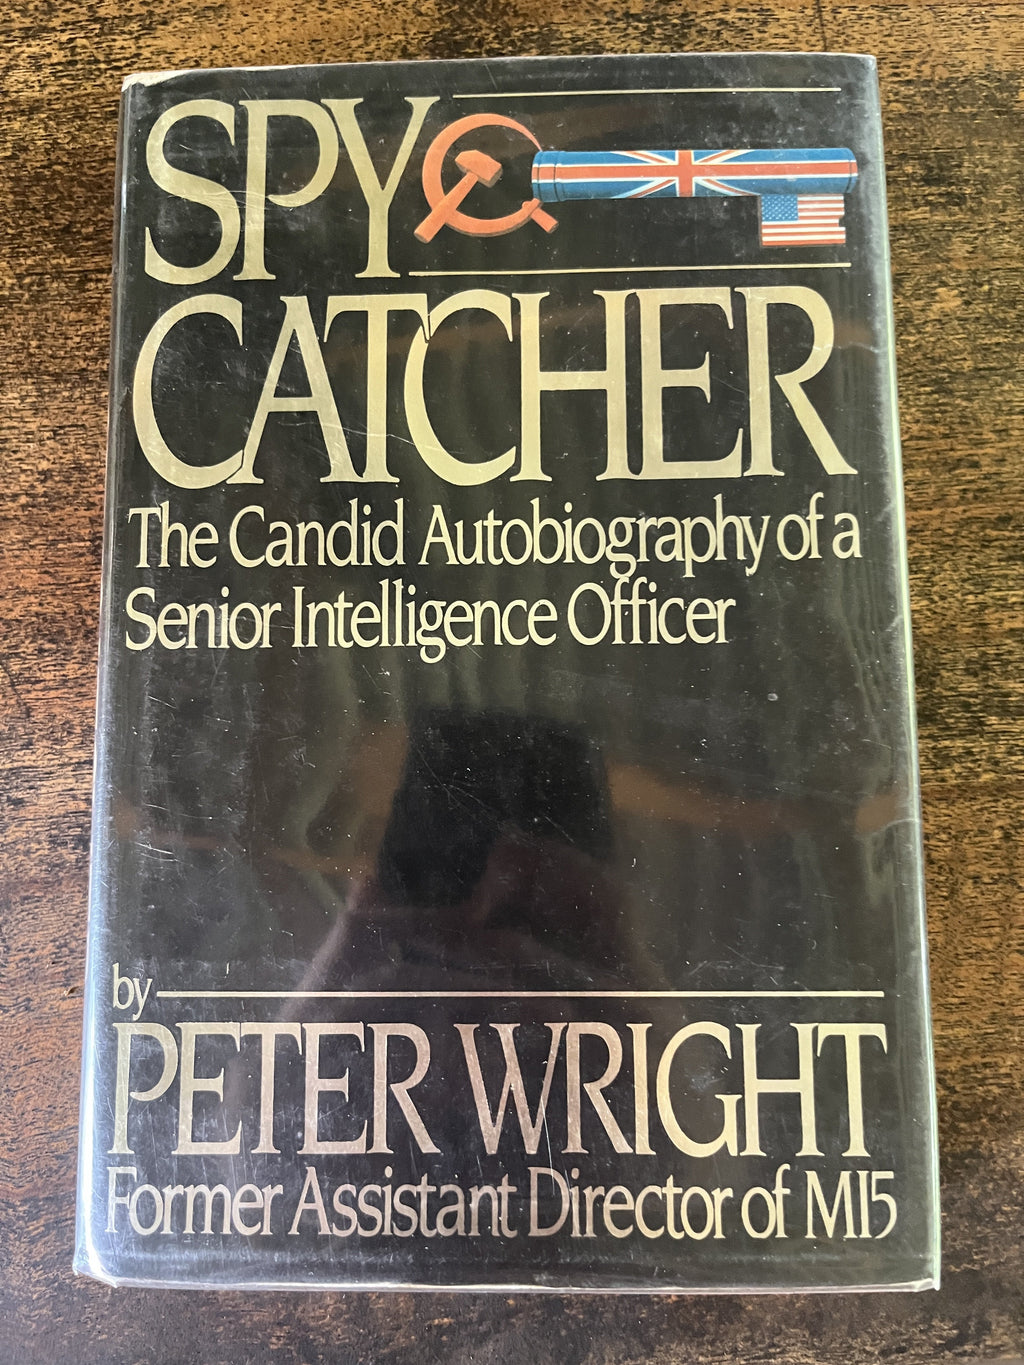 SPY
CATCHER
The Candid Autobiography of a
Senior Intelligence Officer
by
PETER WRIGHT
Former Assistant Director of MI5